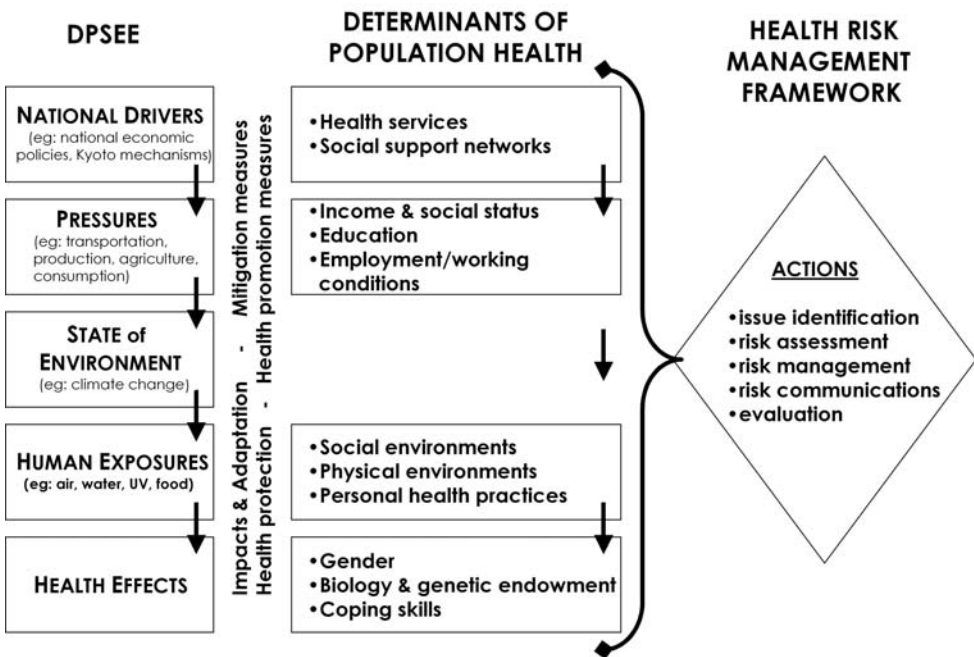 DPSEE
NATIONAL DRIVERS
(eg: national economic
policies, Kyoto mechanisms)
PRESSURES
(eg: transportation,
production, agriculture,
consumption)
STATE of
ENVIRONMENT
(eg: climate change)
HUMAN EXPOSURES
(eg: air, water, UV, food)
HEALTH EFFECTS
Impacts & Adaptation - Mitigation measures
Health protection - Health promotion measures
DETERMINANTS OF
POPULATION HEALTH
•Health services
•Social support networks
•Income & social status
•Education
•Employment/working
conditions
•Social environments
•Physical environments
•Personal health practices
•Gender
•Biology & genetic endowment
•Coping skills
HEALTH RISK
MANAGEMENT
FRAMEWORK
ACTIONS
•issue identification
•risk assessment
•risk management
•risk communications
•evaluation